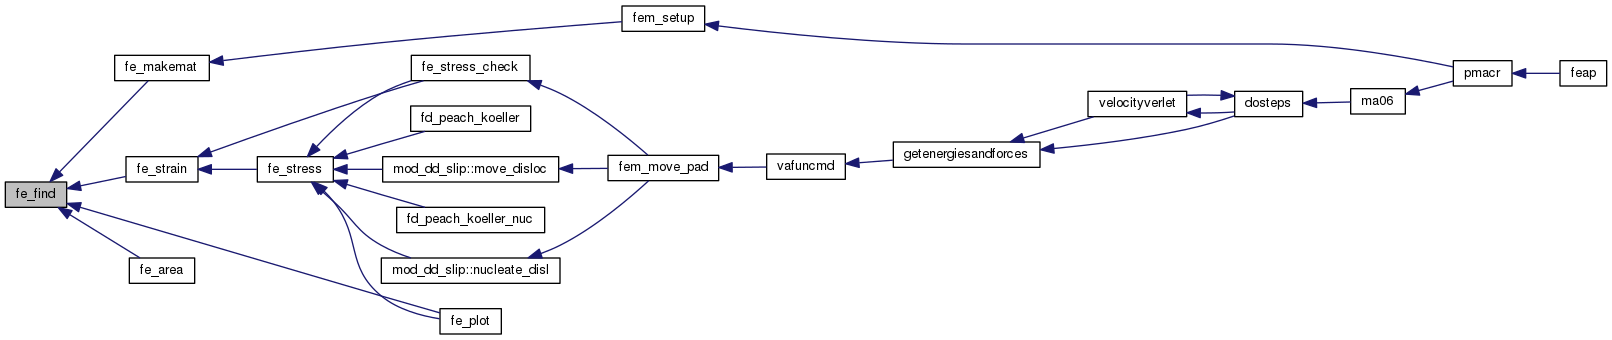 fem_setup
fe_makemat
fe_stress_check
pmacr
feap
velocityverlet
dosteps
ma06
fd_peach_koeller
getenergiesandforces
fe_strain
fe_stress
mod_dd_slip::move_disloc
fem_move_pad
vafuncmd
fe_find
fd_peach_koeller_nuc
fe_area
mod_dd_slip::nucleate_disl
fe_plot